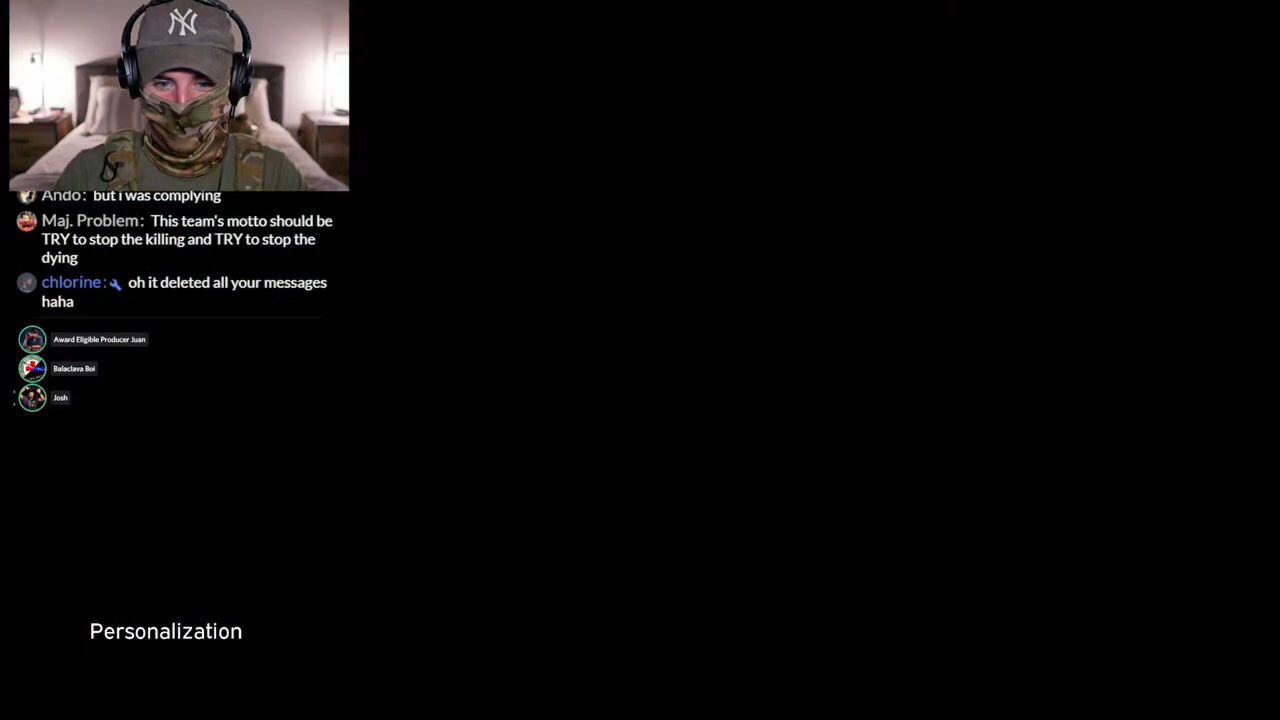 NY
Ando: but i was complying
Maj. Problem: This team's motto should be
TRY to stop the killing and TRY to stop the
dying
chlorine: oh it deleted all your messages
haha
Award Eligible Producer Juan
Balaclava Boi
Josh
Personalization